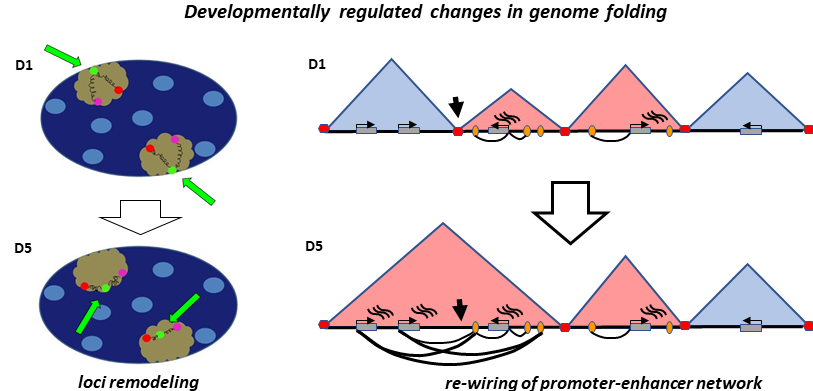 Developmentally regulated changes in genome folding
D1
D1
D5
D5
loci remodeling
re-wiring of promoter-enhancer network